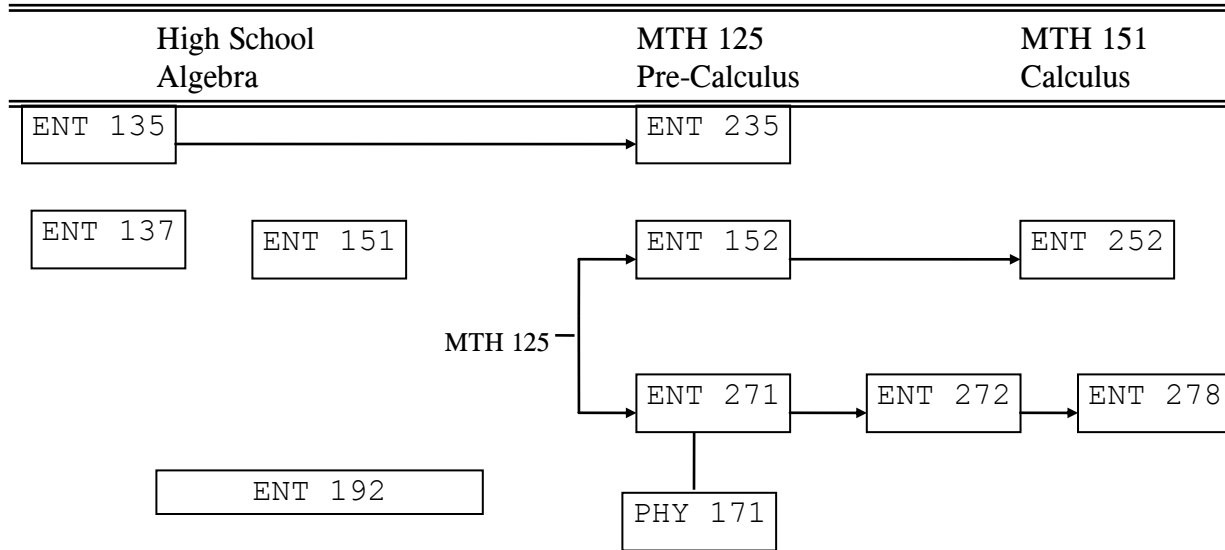 High School
Algebra
MTH 125
Pre-Calculus
MTH 151
Calculus
ENT 135
ENT 235
ENT 137
ENT 151
ENT 152
ENT 252
MTH 125
ENT 271
ENT 272
ENT 278
ENT 192
PHY 171